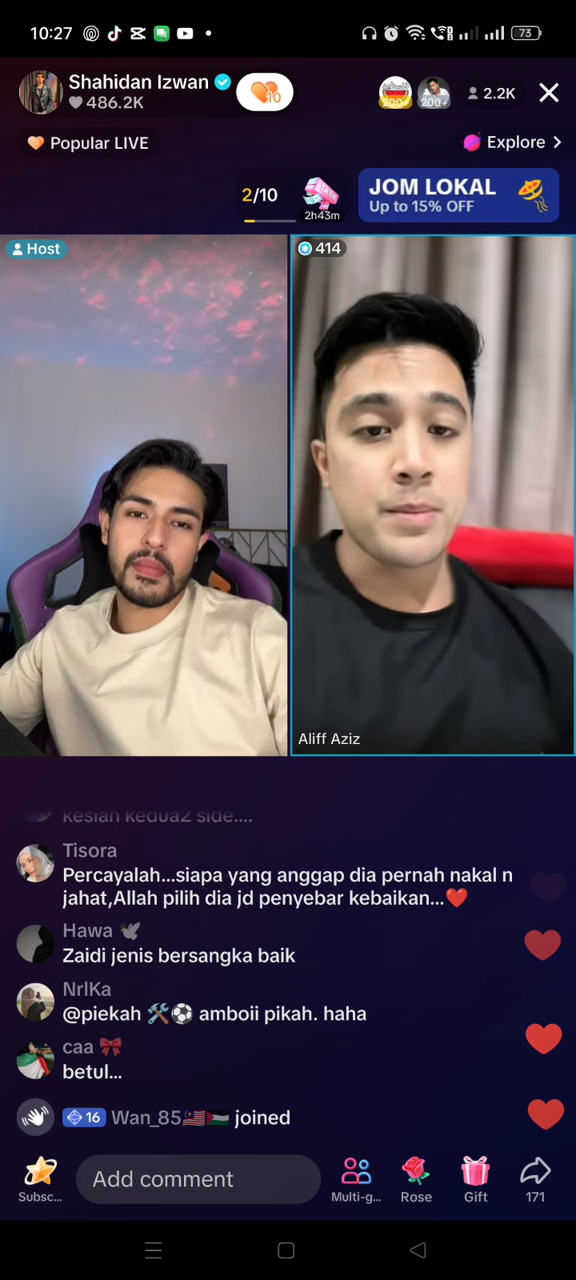 10:27
73
Shahidan Izwan
486.2K
10
200+
200+
2.2K
Popular LIVE
Explore
2/10
2h43m
JOM LOKAL
Up to 15% OFF
Host
414
Aliff Aziz
kesian kedua2 side....
Tisora
Percayalah...siapa yang anggap dia pernah nakal n
jahat,Allah pilih dia jd penyebar kebaikan...❤️
Hawa 🕊️
Zaidi jenis bersangka baik
NrlKa
@piekah 🛠️⚽ amboii pikah. haha
caa 🎀
betul...
16 Wan_85🇲🇾🇵🇸 joined
Add comment
Subsc...
Multi-g...
Rose
Gift
171